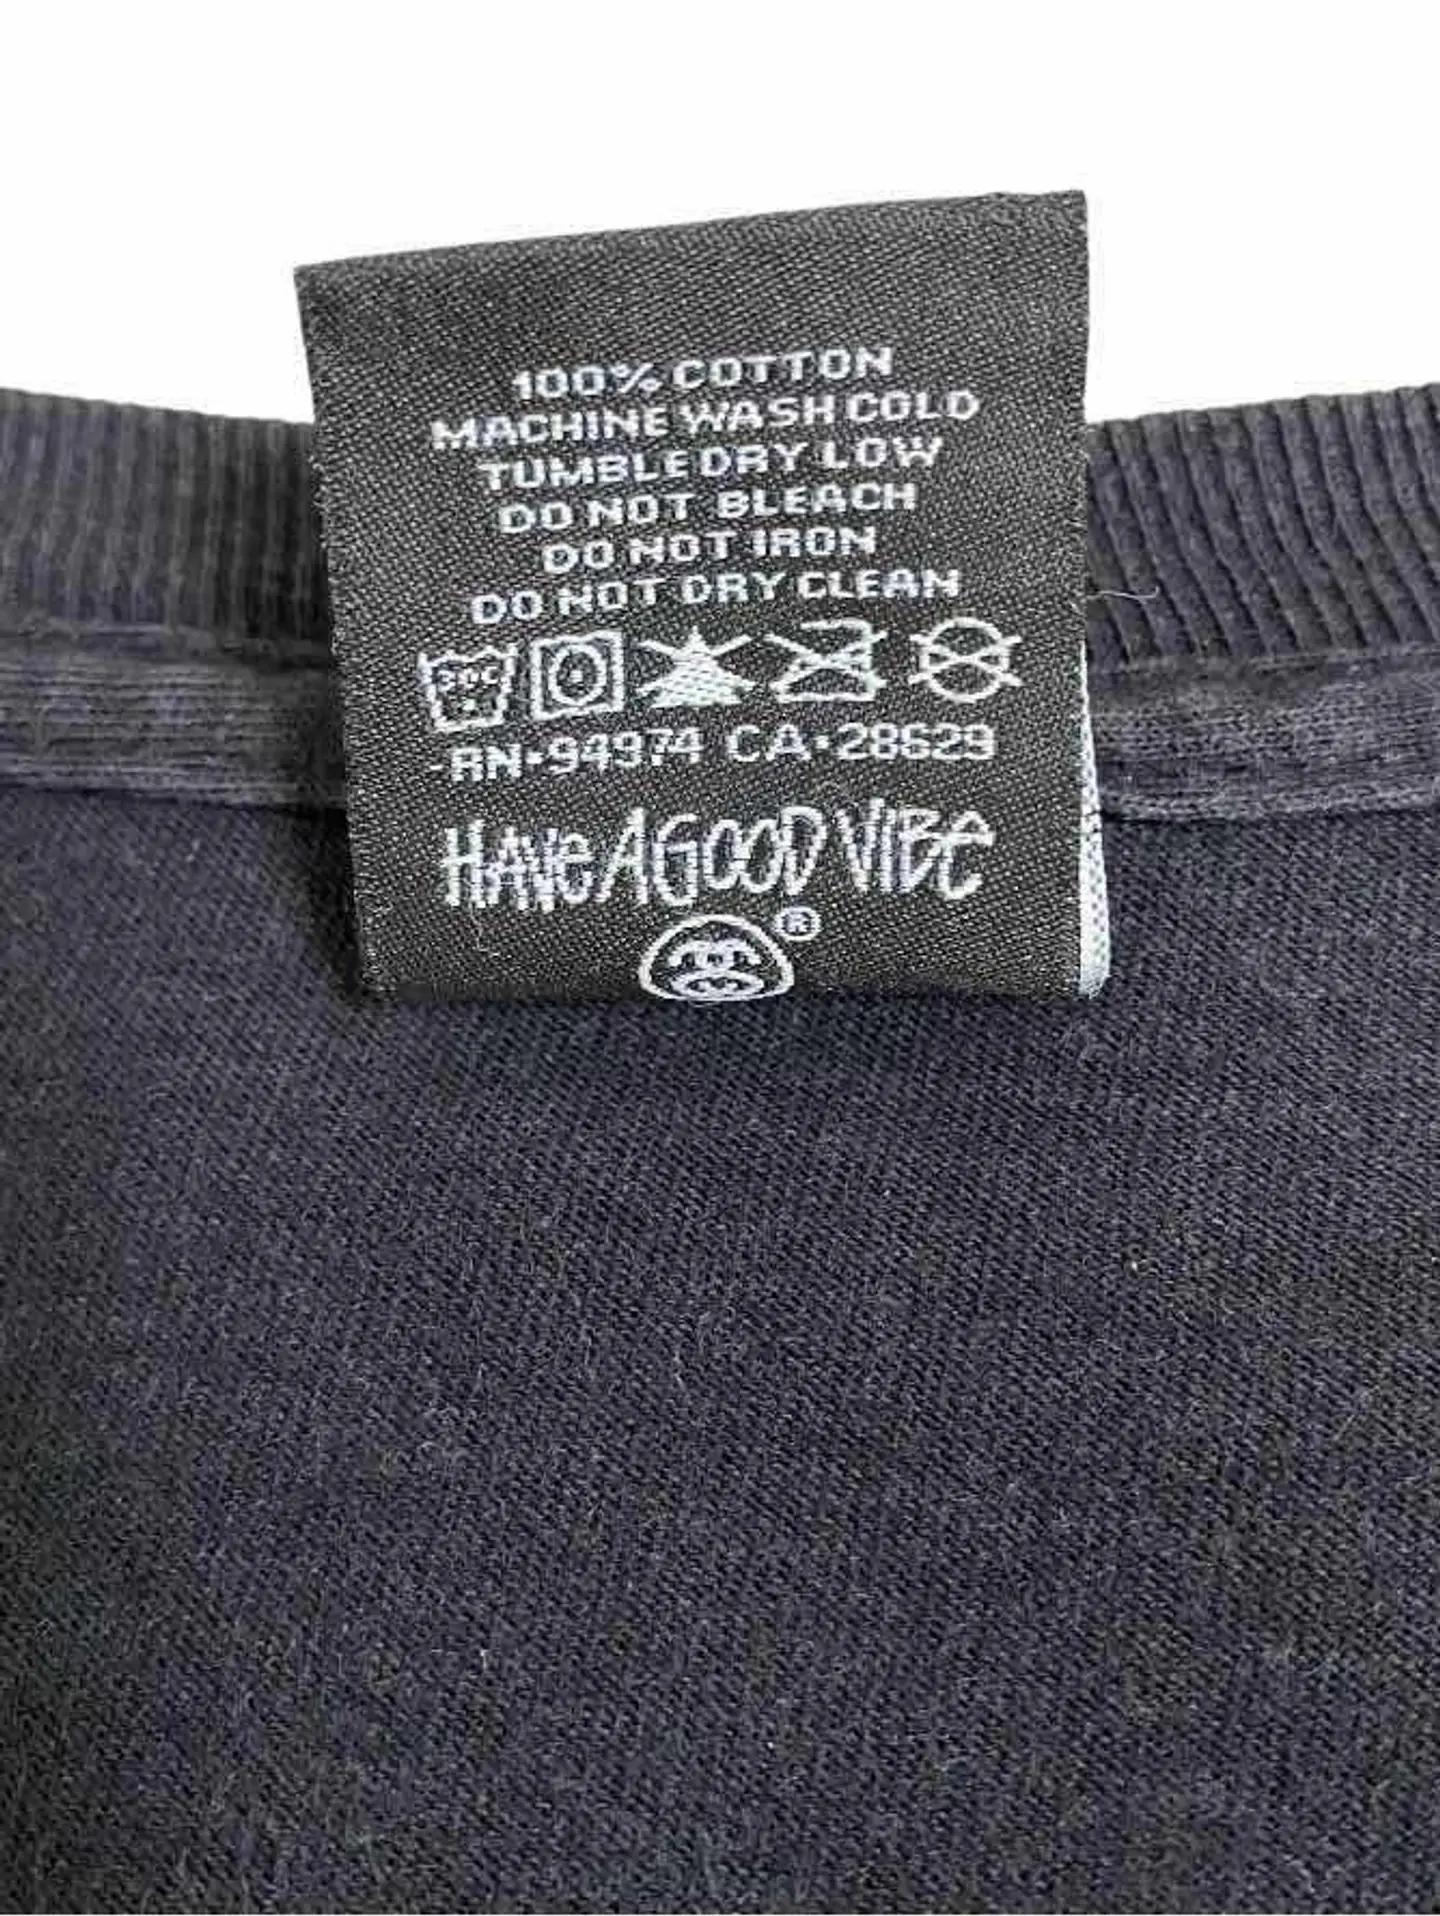 100% COTTON
MACHINE WASH COLD
TUMBLE DRY LOW
DO NOT BLEACH
DO NOT IRON
DO NOT DRY CLEAN
30°C
-RN•94974 CA•28629
HAVE A GOOD VIBE
®